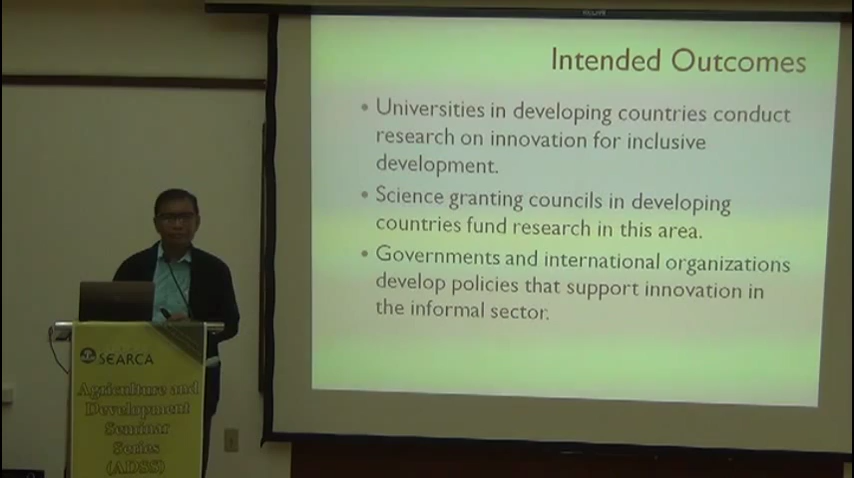 Intended Outcomes
• Universities in developing countries conduct
research on innovation for inclusive
development.
• Science granting councils in developing
countries fund research in this area.
• Governments and international organizations
develop policies that support innovation in
the informal sector.
SEARCA
Agriculture and
Development
Seminar
Series
(ADSS)